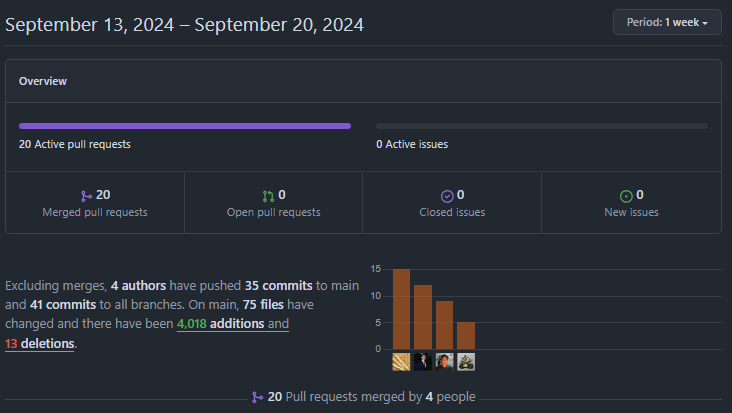 September 13, 2024 – September 20, 2024
Period: 1 week
Overview
20 Active pull requests
0 Active issues
20
Merged pull requests
0
Open pull requests
0
Closed issues
0
New issues
Excluding merges, 4 authors have pushed 35 commits to main
and 41 commits to all branches. On main, 75 files have
changed and there have been 4,018 additions and
13 deletions.
15
10
5
0
20 Pull requests merged by 4 people